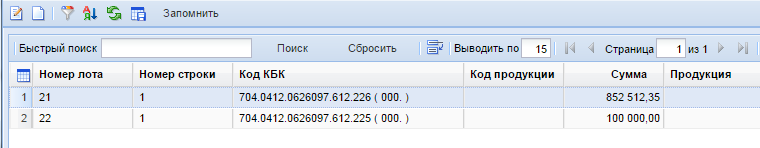 Запомнить
Быстрый поиск Поиск Сбросить Выводить по 15 Страница 1 из 1
Номер лота Номер строки Код КБК Код продукции Сумма Продукция
1 21 1 704.0412.0626097.612.226 ( 000. ) 852 512,35
2 22 1 704.0412.0626097.612.225 ( 000. ) 100 000,00